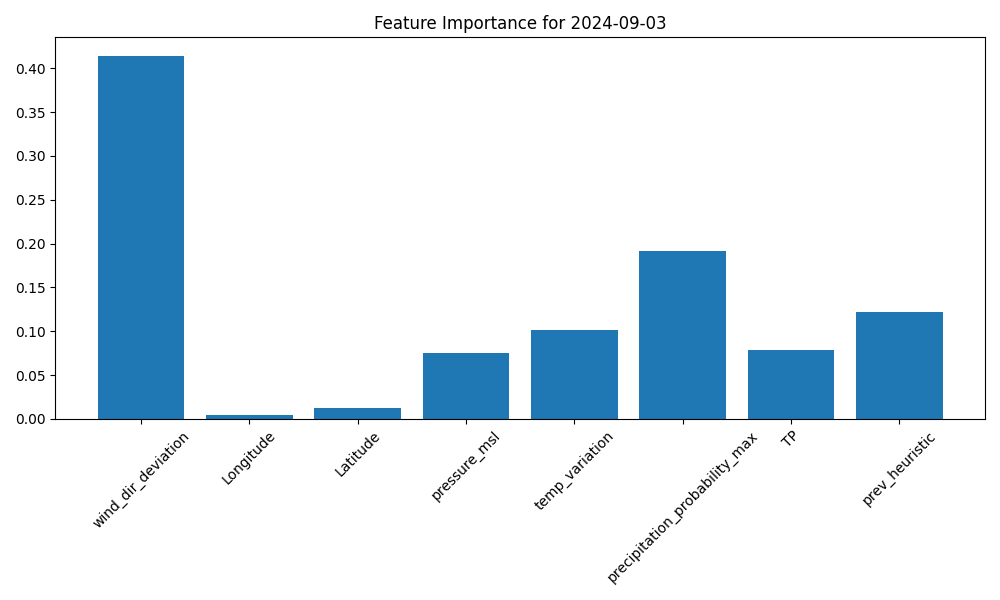 Feature Importance for 2024-09-03
0.40
0.35
0.30
0.25
0.20
0.15
0.10
0.05
0.00
wind_dir_deviation
Longitude
Latitude
pressure_msl
temp_variation
precipitation_probability_max
TP
prev_heuristic